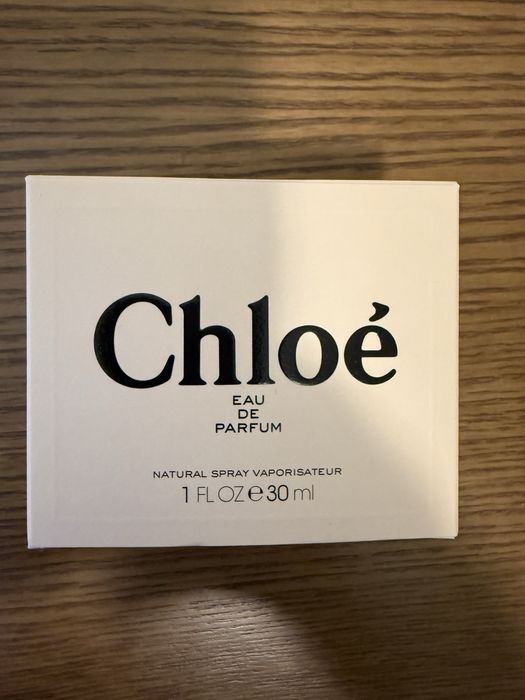 Chloé
EAU
DE
PARFUM
NATURAL SPRAY VAPORISATEUR
1 FL OZ ℮ 30 ml